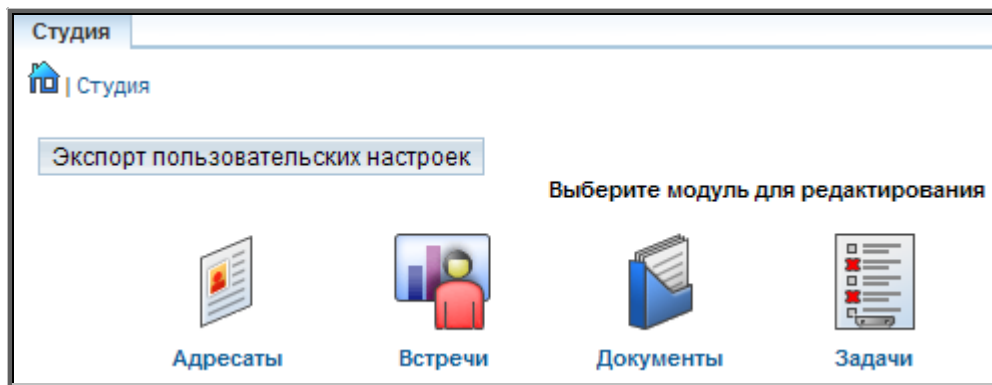 Студия
| Студия
Экспорт пользовательских настроек
Выберите модуль для редактирования
Адресаты Встречи Документы Задачи